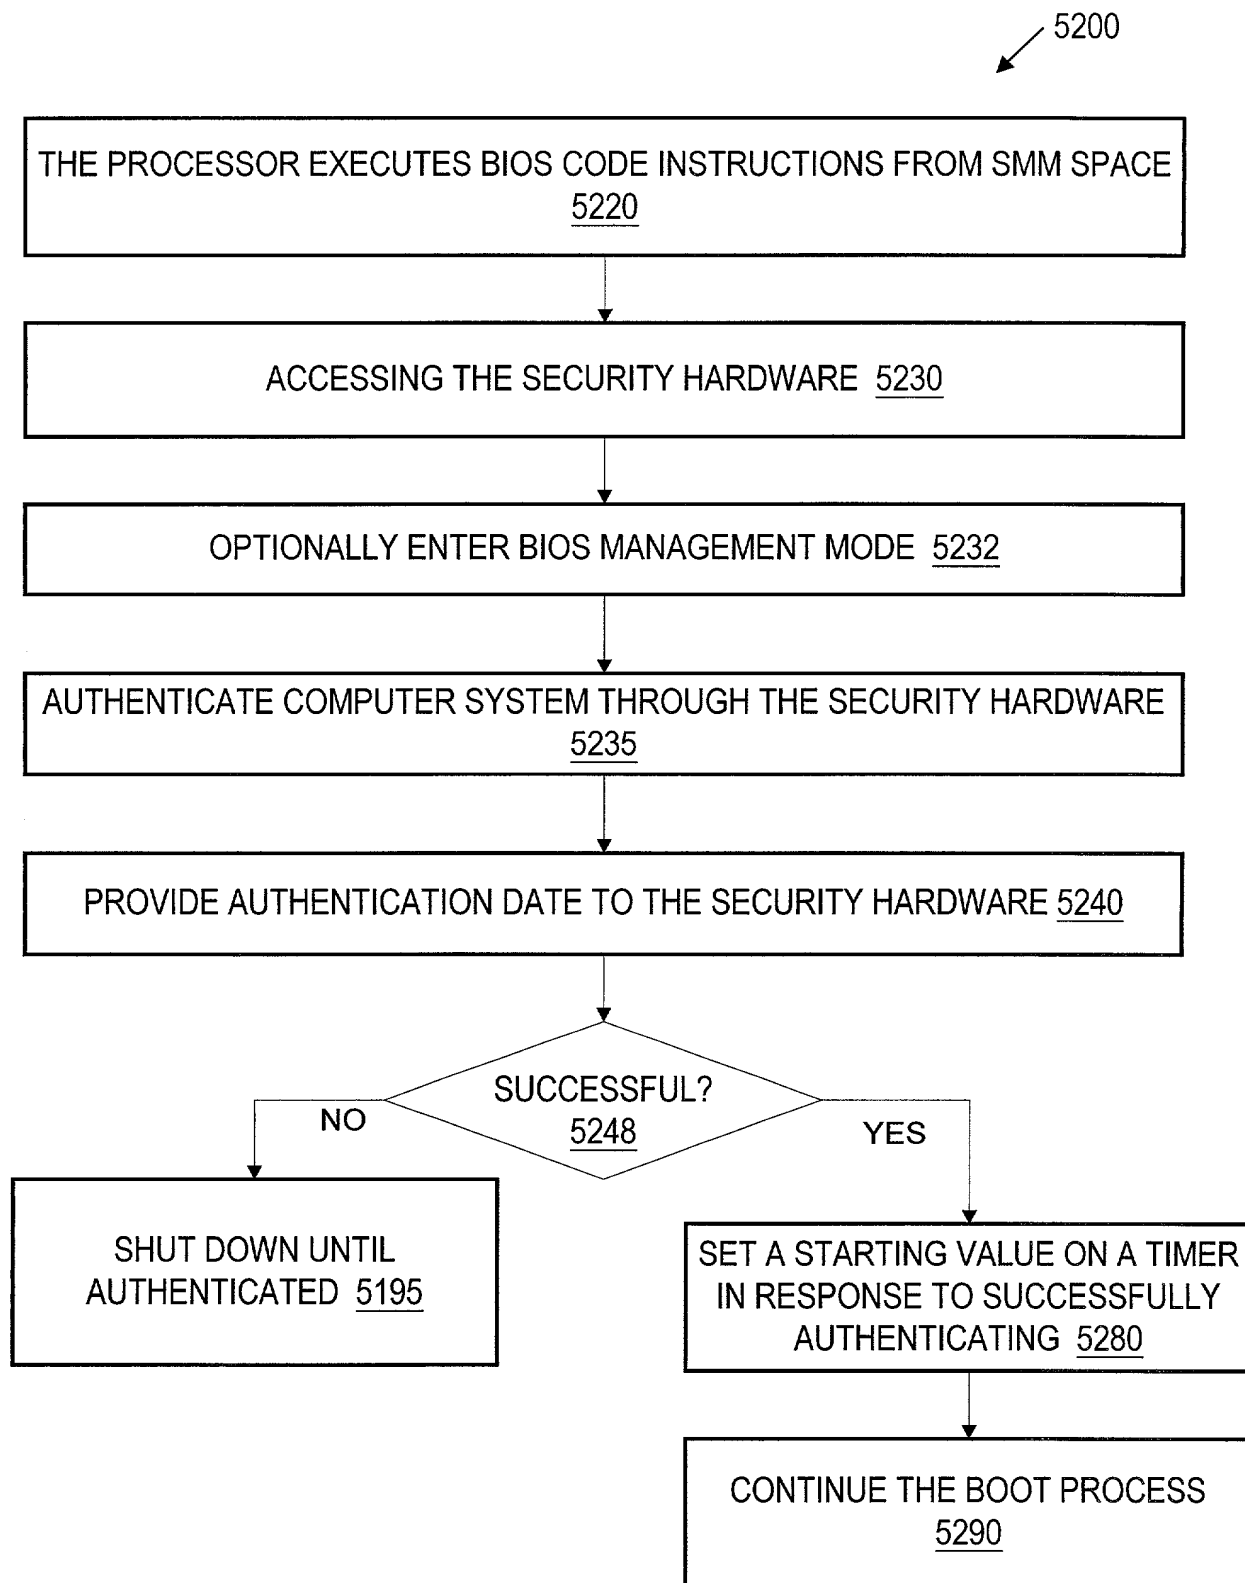 5200
THE PROCESSOR EXECUTES BIOS CODE INSTRUCTIONS FROM SMM SPACE
5220
ACCESSING THE SECURITY HARDWARE 5230
OPTIONALLY ENTER BIOS MANAGEMENT MODE 5232
AUTHENTICATE COMPUTER SYSTEM THROUGH THE SECURITY HARDWARE
5235
PROVIDE AUTHENTICATION DATE TO THE SECURITY HARDWARE 5240
SUCCESSFUL?
5248
NO
YES
SHUT DOWN UNTIL
AUTHENTICATED 5195
SET A STARTING VALUE ON A TIMER
IN RESPONSE TO SUCCESSFULLY
AUTHENTICATING 5280
CONTINUE THE BOOT PROCESS
5290